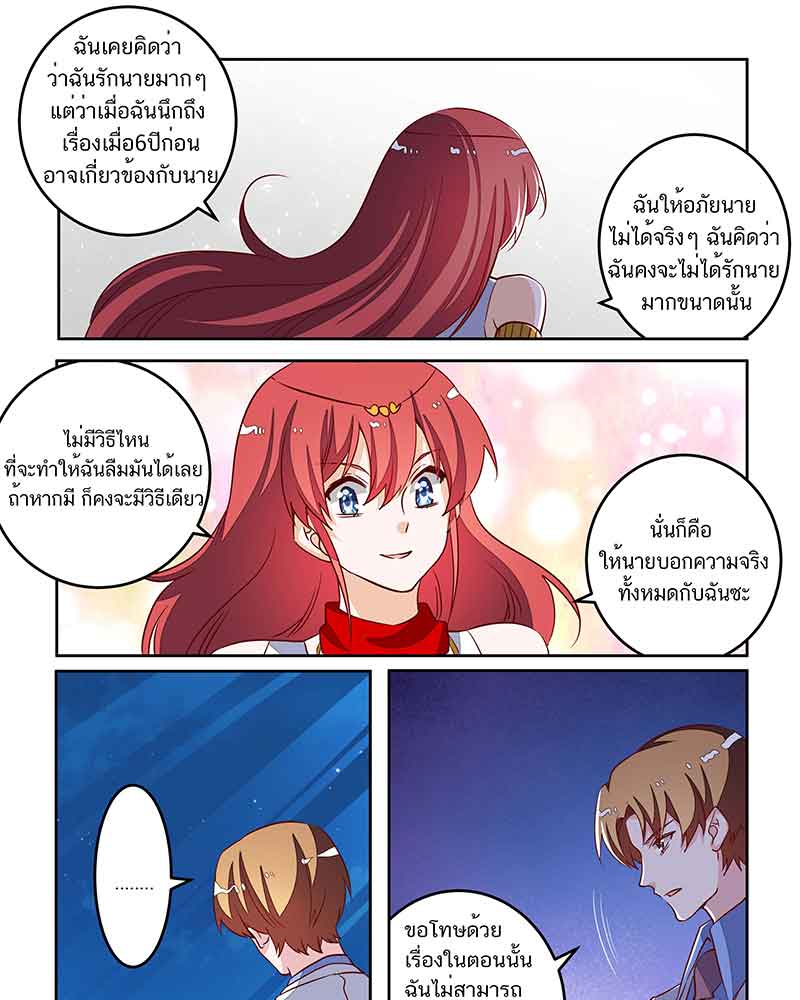 ฉันเคยคิดว่า
ว่าฉันรักนายมากๆ
แต่ว่าเมื่อฉันนึกถึง
เรื่องเมื่อ6ปีก่อน
อาจเกี่ยวข้องกับนาย
ฉันให้อภัยนาย
ไม่ได้จริงๆ ฉันคิดว่า
ฉันคงจะไม่ได้รักนาย
มากขนาดนั้น
ไม่มีวิธีไหน
ที่จะทำให้ฉันลืมมันได้เลย
ถ้าหากมี ก็คงจะมีวิธีเดียว
นั่นก็คือ
ให้นายบอกความจริง
ทั้งหมดกับฉันซะ
........
ขอโทษด้วย
เรื่องในตอนนั้น
ฉันไม่สามารถ